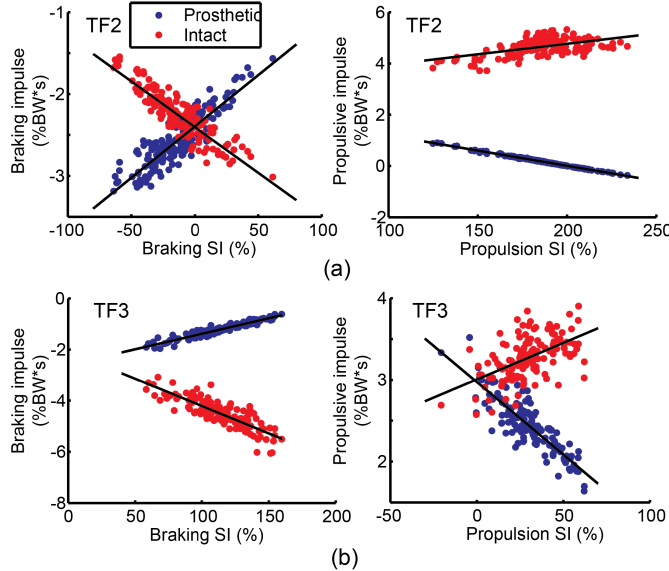 TF2
Prosthetic
Intact
Braking impulse
(%BW*s)
-1
-2
-3
-100
-50
0
50
100
Braking SI (%)
TF2
Propulsive impulse
(%BW*s)
6
4
2
0
-2
100
150
200
250
Propulsion SI (%)
(a)
TF3
Braking impulse
(%BW*s)
0
-2
-4
-6
-8
0
50
100
150
200
Braking SI (%)
TF3
Propulsive impulse
(%BW*s)
4
3
2
-50
0
50
100
Propulsion SI (%)
(b)